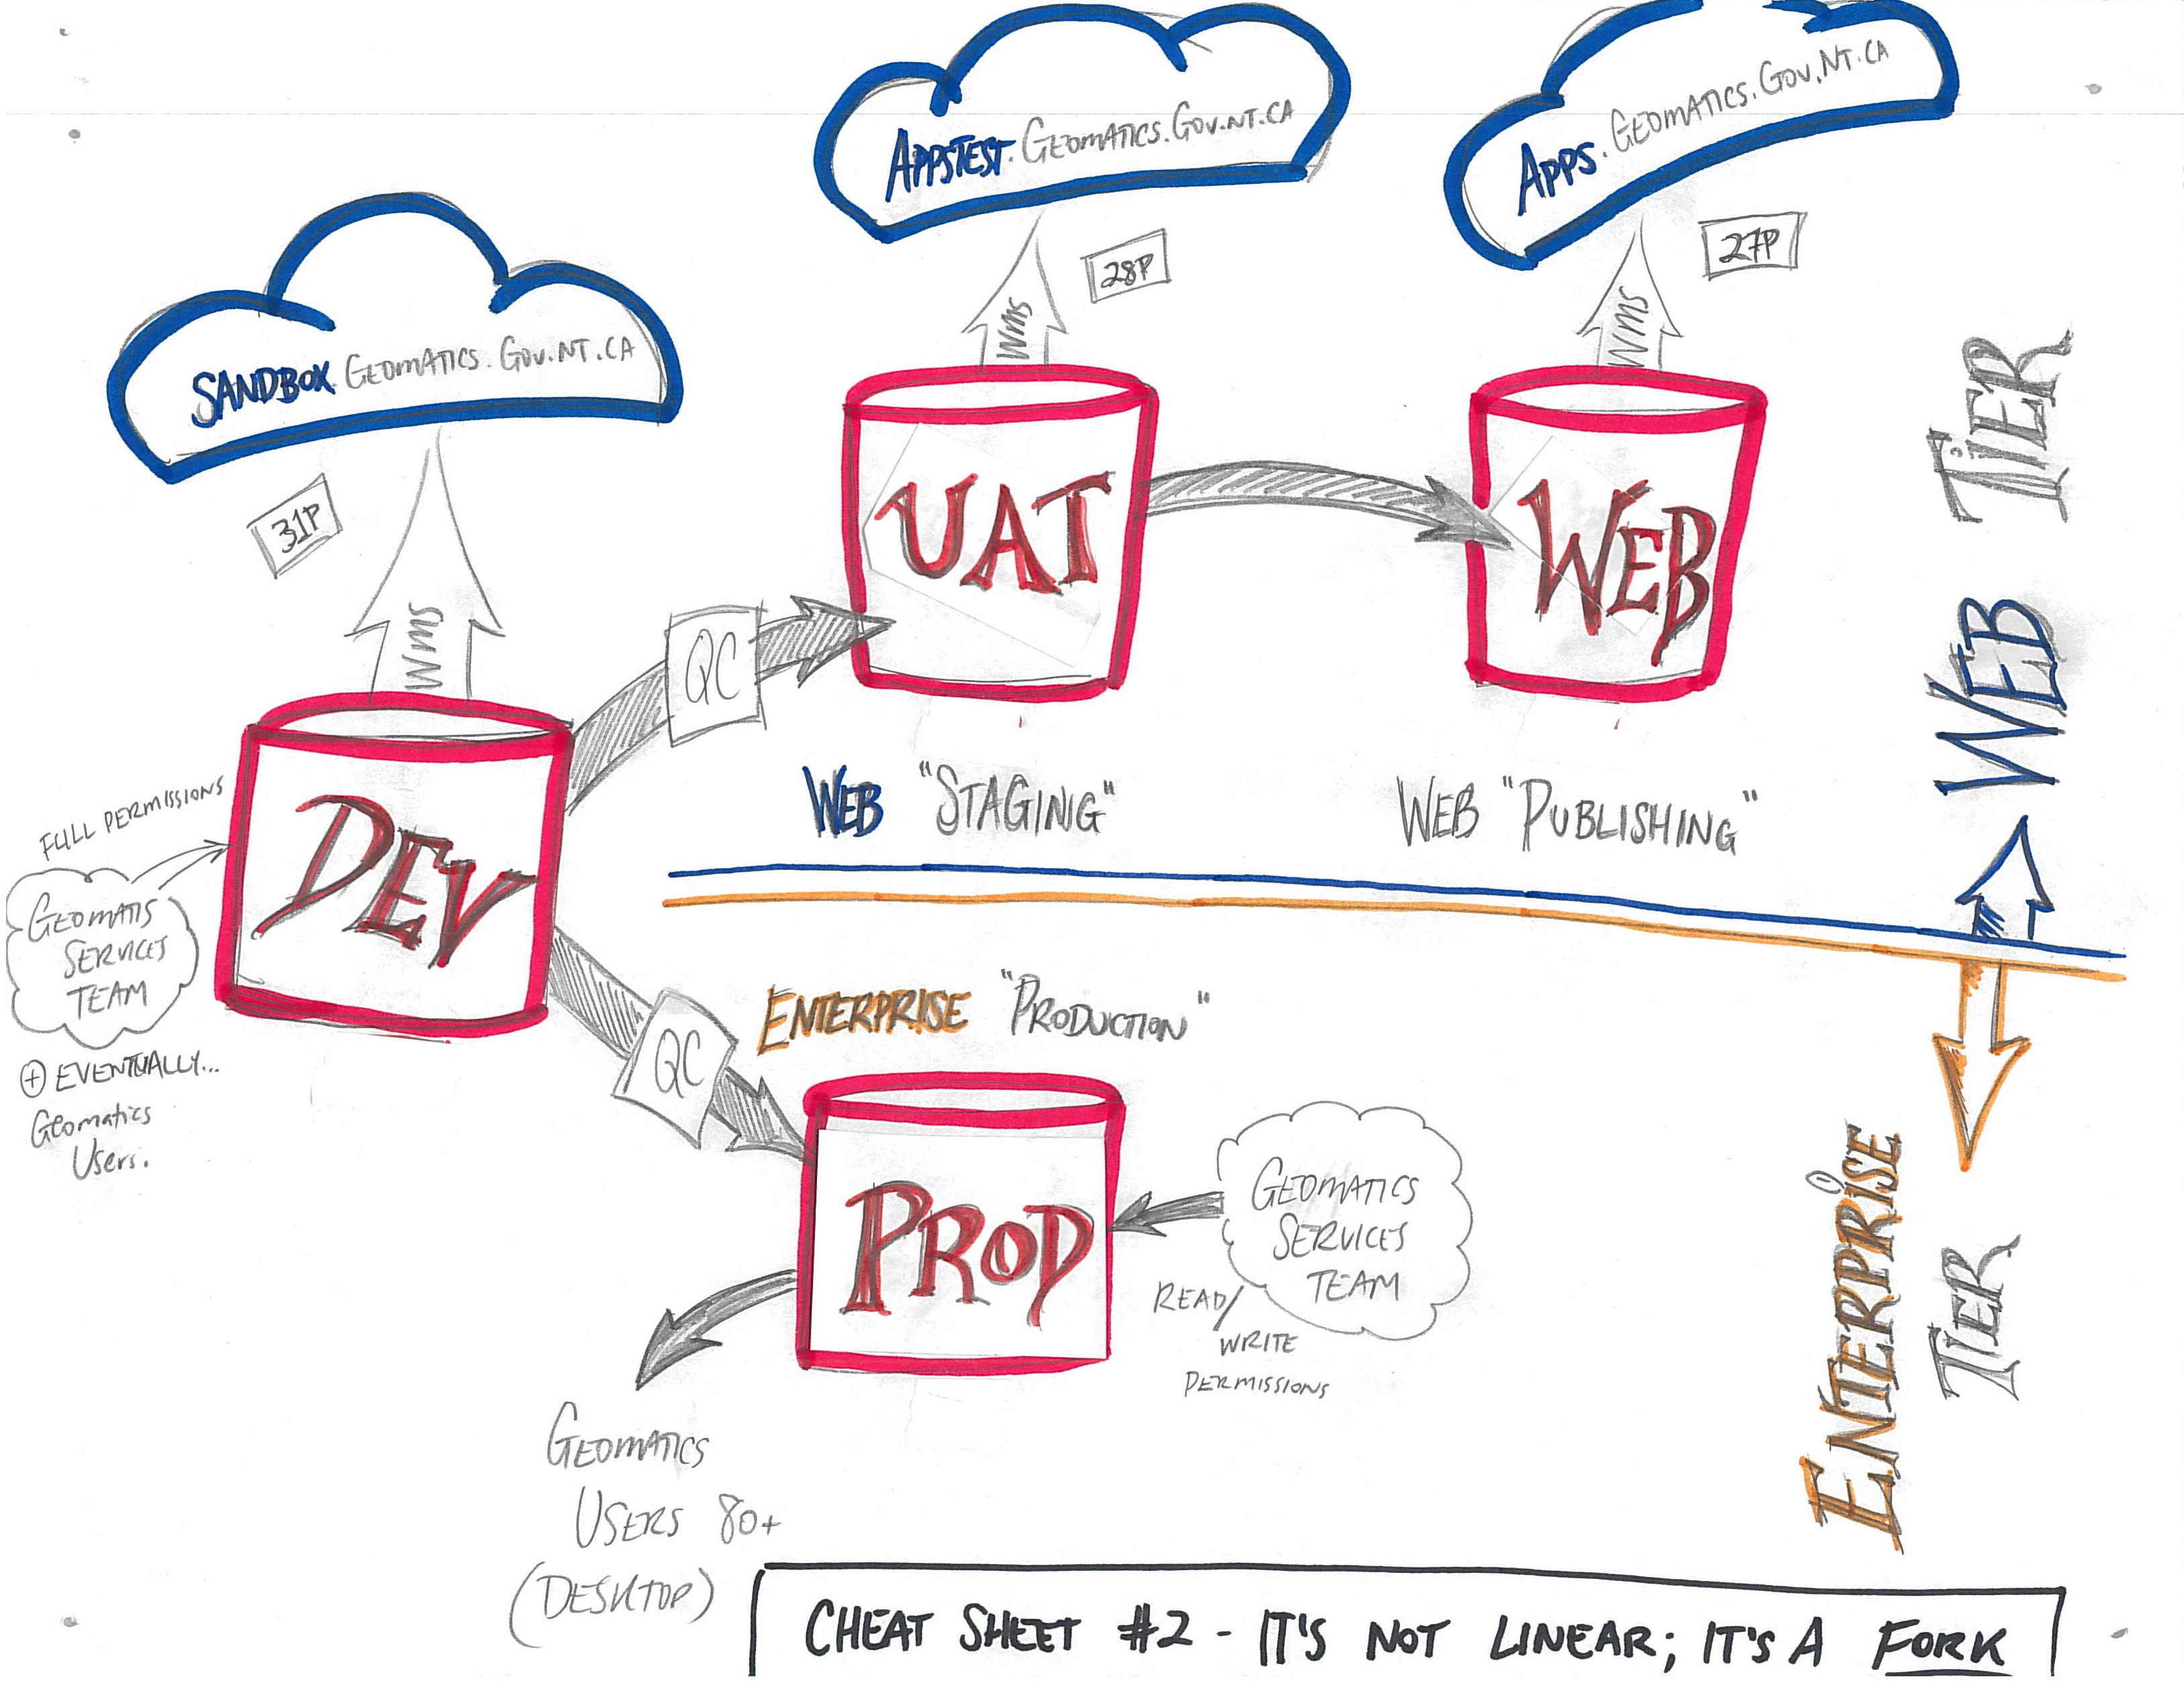 APPSTEST.GEOMATICS.GOV.NT.CA
APPS.GEOMATICS.GOV.NT.CA
28P
27P
WMS
WMS
SANDBOX.GEOMATICS.GOV.NT.CA
31P
WMS
UAT
WEB
WEB TIER
QC
WEB "STAGING"
WEB "PUBLISHING"
FULL PERMISSIONS
DEV
GEOMATIS
SERVICES
TEAM
+ EVENTUALLY...
Geomatics
Users.
QC
ENTERPRISE "PRODUCTION"
PROD
GEOMATICS
SERVICES
TEAM
READ/
WRITE
PERMISSIONS
ENTERPRISE
TIER
GEOMATICS
USERS 80+
(DESKTOP)
CHEAT SHEET #2 - IT'S NOT LINEAR; IT'S A FORK